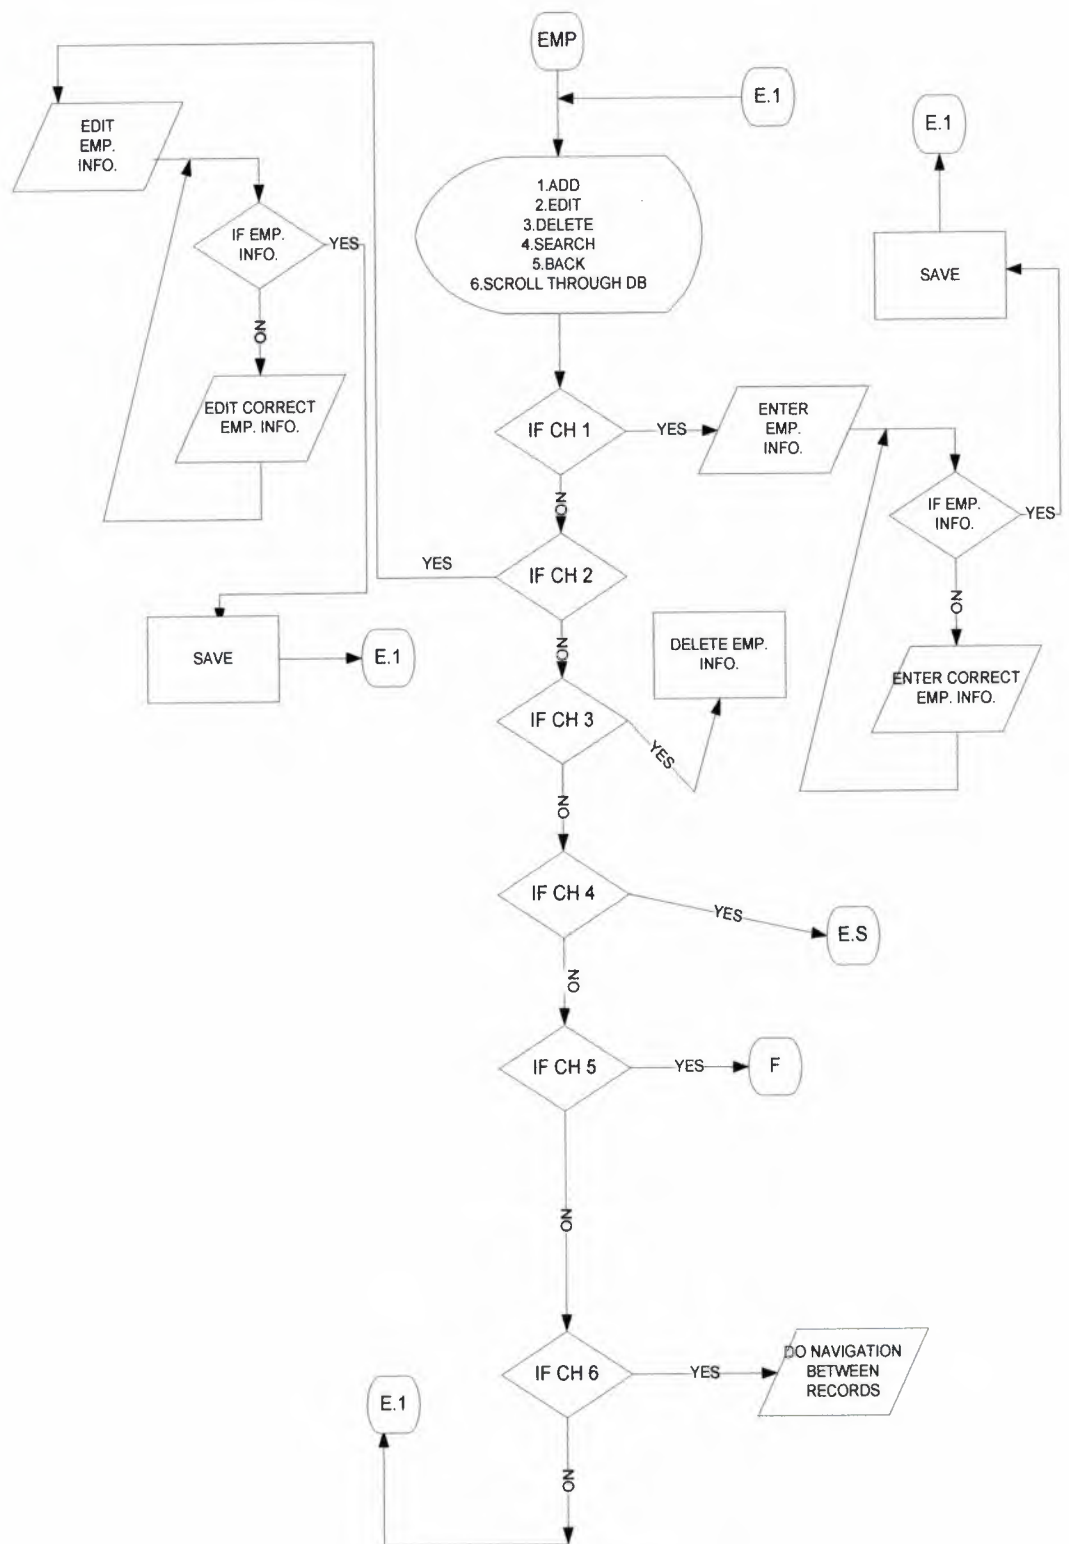 EMP
E.1
E.1
EDIT
EMP.
INFO.
1.ADD
2.EDIT
3.DELETE
4.SEARCH
5.BACK
6.SCROLL THROUGH DB
IF EMP.
INFO.
YES
SAVE
NO
EDIT CORRECT
EMP. INFO.
IF CH 1
YES
ENTER
EMP.
INFO.
NO
IF EMP.
INFO.
YES
YES
IF CH 2
NO
SAVE
E.1
NO
DELETE EMP.
INFO.
ENTER CORRECT
EMP. INFO.
IF CH 3
YES
NO
IF CH 4
YES
E.S
NO
IF CH 5
YES
F
NO
IF CH 6
YES
DO NAVIGATION
BETWEEN
RECORDS
E.1
NO